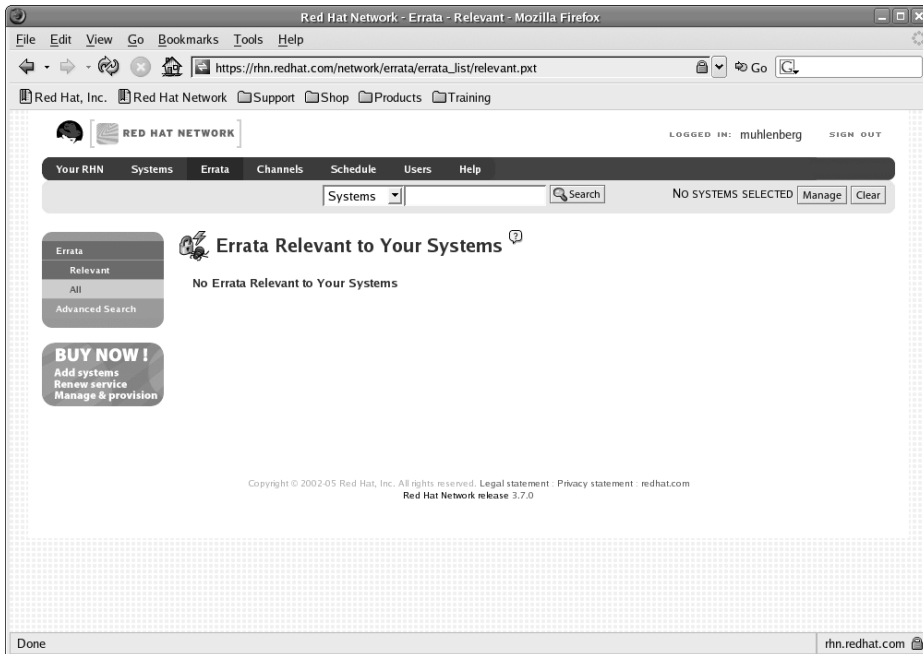 Red Hat Network - Errata - Relevant - Mozilla Firefox
File Edit View Go Bookmarks Tools Help
https://rhn.redhat.com/network/errata/errata_list/relevant.pxt Go G
Red Hat, Inc. Red Hat Network Support Shop Products Training
RED HAT NETWORK LOGGED IN: muhlenberg SIGN OUT
Your RHN Systems Errata Channels Schedule Users Help
Systems Search NO SYSTEMS SELECTED Manage Clear
Errata
Relevant
All
Advanced Search
Errata Relevant to Your Systems ?
No Errata Relevant to Your Systems
BUY NOW !
Add systems
Renew service
Manage & provision
Copyright © 2002-05 Red Hat, Inc. All rights reserved. Legal statement : Privacy statement : redhat.com
Red Hat Network release 3.7.0
Done rhn.redhat.com